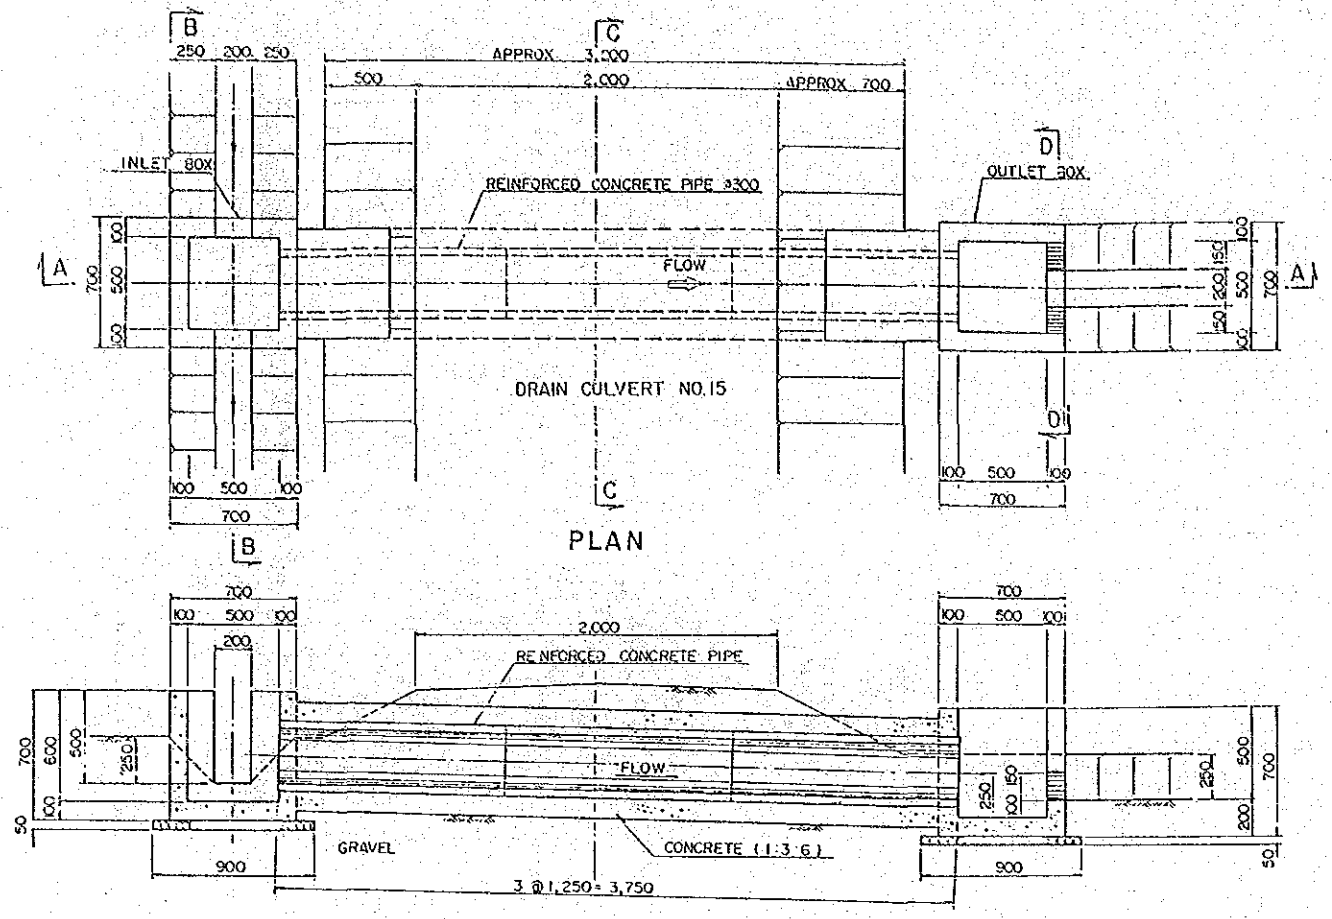 B
C
250 200 250
APPROX. 3,000
500
2,000
APPROX. 700
D
INLET BOX
OUTLET BOX
REINFORCED CONCRETE PIPE ø300
A
700
100
500
100
FLOW
150
200
150
100
500
100
700
A
DRAIN CULVERT NO.15
D
100 500 100
700
C
100 500 100
700
B
PLAN
700
100 500 100
200
2,000
REINFORCED CONCRETE PIPE
700
100 500 100
700
600
500
250
100
50
FLOW
250
100 150
250
500
700
200
50
GRAVEL
CONCRETE (1:3:6)
900
900
3 @ 1,250 = 3,750